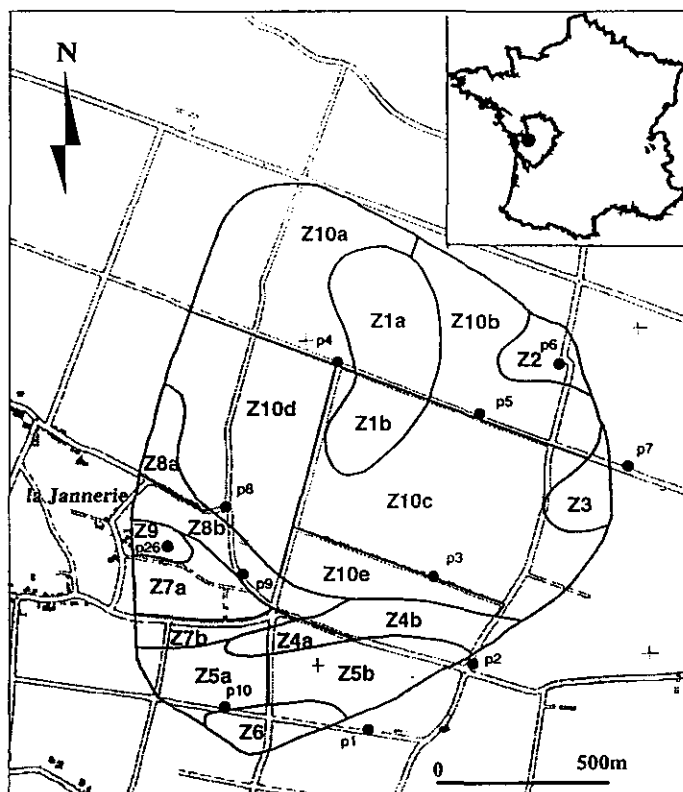 N
Z10a
Z1a
Z10b
p4
Z2
p6
p5
Z10d
Z1b
p7
Z8a
la Jannerie
p8
Z10c
Z3
Z9
Z8b
p26
p9
p3
Z7a
Z10e
Z4b
Z7b
Z4a
p2
Z5a
Z5b
p10
Z6
p1
0 500m